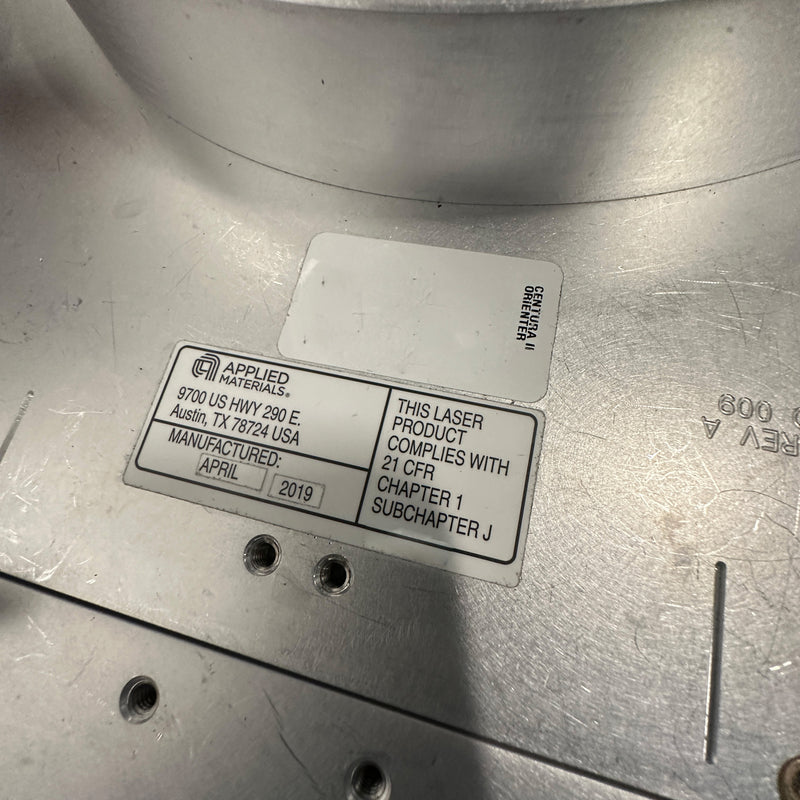 CENTURA II
ORIENTER
APPLIED
MATERIALS®
9700 US HWY 290 E.
Austin, TX 78724 USA
MANUFACTURED:
APRIL 2019
THIS LASER
PRODUCT
COMPLIES WITH
21 CFR
CHAPTER 1
SUBCHAPTER J
009
REV A